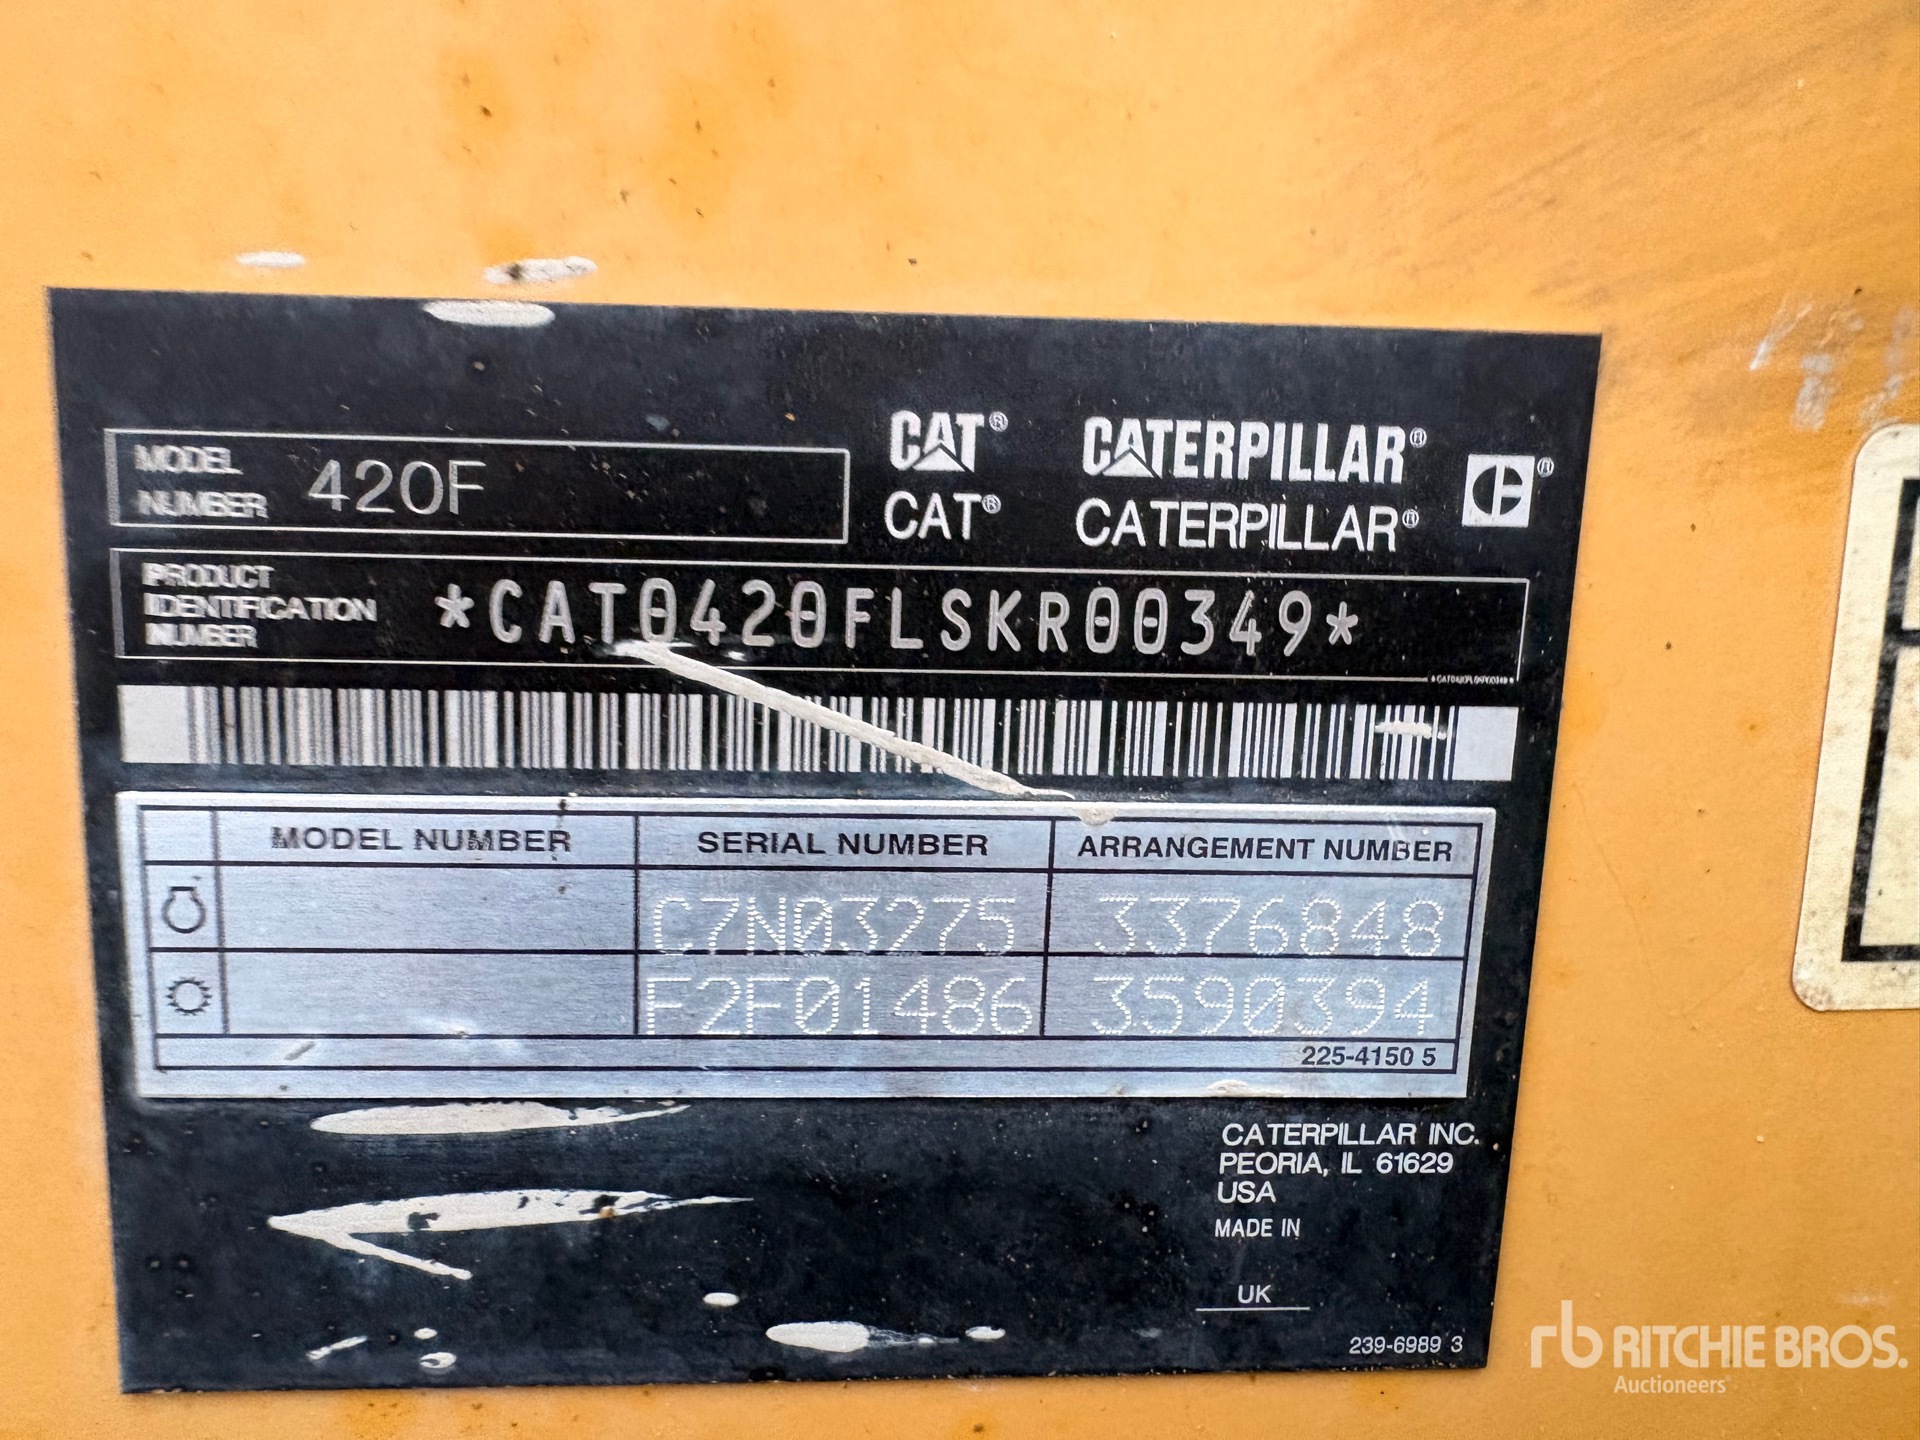 MODEL NUMBER 420F
CAT® CATERPILLAR®
CAT® CATERPILLAR®
PRODUCT IDENTIFICATION NUMBER *CAT0420FLSKR00349*
*CAT0420FLSKR00349*
MODEL NUMBER SERIAL NUMBER ARRANGEMENT NUMBER
C7N03275 3376848
F2F01486 3590394
225-4150 5
CATERPILLAR INC.
PEORIA, IL 61629
USA
MADE IN
UK
239-6989 3
rb RITCHIE BROS.
Auctioneers